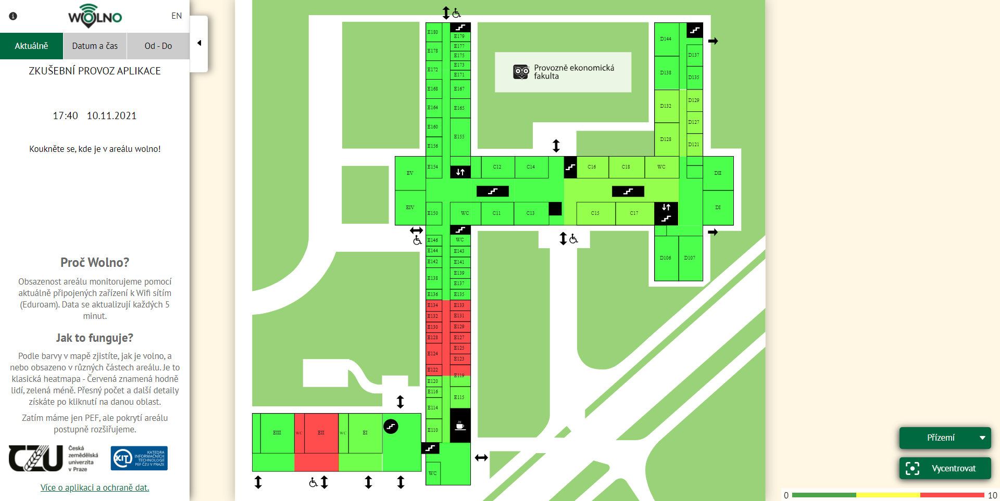 WOLNO
EN
Aktuálně
Datum a čas
Od - Do
ZKUŠEBNÍ PROVOZ APLIKACE
17:40 10.11.2021
Koukněte se, kde je v areálu wolno!
Proč Wolno?
Obsazenost areálu monitorujeme pomocí
aktuálně připojených zařízení k Wifi sítím
(Eduroam). Data se aktualizují každých 5
minut.
Jak to funguje?
Podle barvy v mapě zjistíte, jak je volno, a
nebo obsazeno v různých částech areálu. Je to
klasická heatmapa - Červená znamená hodně
lidí, zelená méně. Přesný počet a další detaily
získáte po kliknutí na danou oblast.
Zatím máme jen PEF, ale pokrytí areálu
postupně rozšiřujeme.
ČZU
Česká
zemědělská
univerzita
v Praze
KIT
KATEDRA
INFORMAČNÍCH
TECHNOLOGIÍ
PEF ČZU V PRAZE
Více o aplikaci a ochraně dat.
Provozně ekonomická
fakulta
E180
E179
E177
E178
E175
E173
E172
E171
E168
E167
E164
E165
E160
E155
E156
D144
D137
D138
D135
D132
D129
D127
D128
D121
EV
E154
C12
C14
C16
C18
WC
DII
EIV
E150
WC
C11
C13
C15
C17
DI
E146
WC
E144
E143
E142
E141
E139
E138
E137
E136
E135
D106
D107
E134
E133
E132
E131
E130
E129
E128
E127
E125
E124
E123
E122
E119
E120
E116
E115
E114
E110
EIII
WC
EII
WC
EI
WC
Přízemí
Vycentrovat
0
10